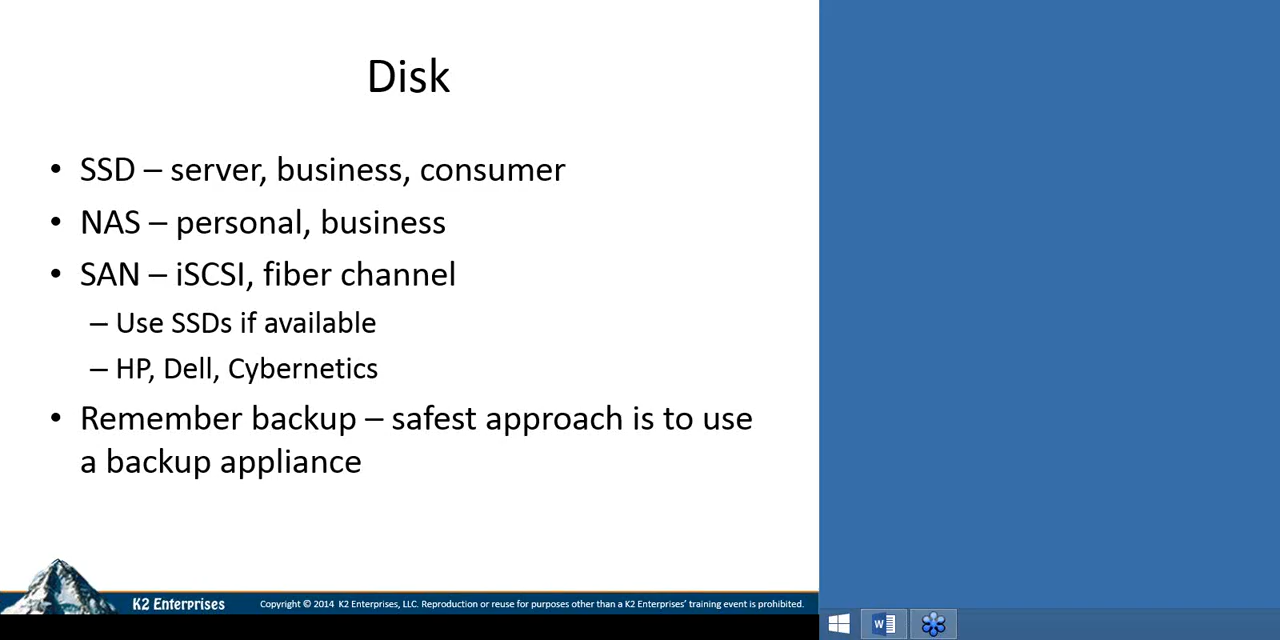 Disk
• SSD – server, business, consumer
• NAS – personal, business
• SAN – iSCSI, fiber channel
– Use SSDs if available
– HP, Dell, Cybernetics
• Remember backup – safest approach is to use
a backup appliance
K2 Enterprises
Copyright © 2014 K2 Enterprises, LLC. Reproduction or reuse for purposes other than a K2 Enterprises' training event is prohibited.
W